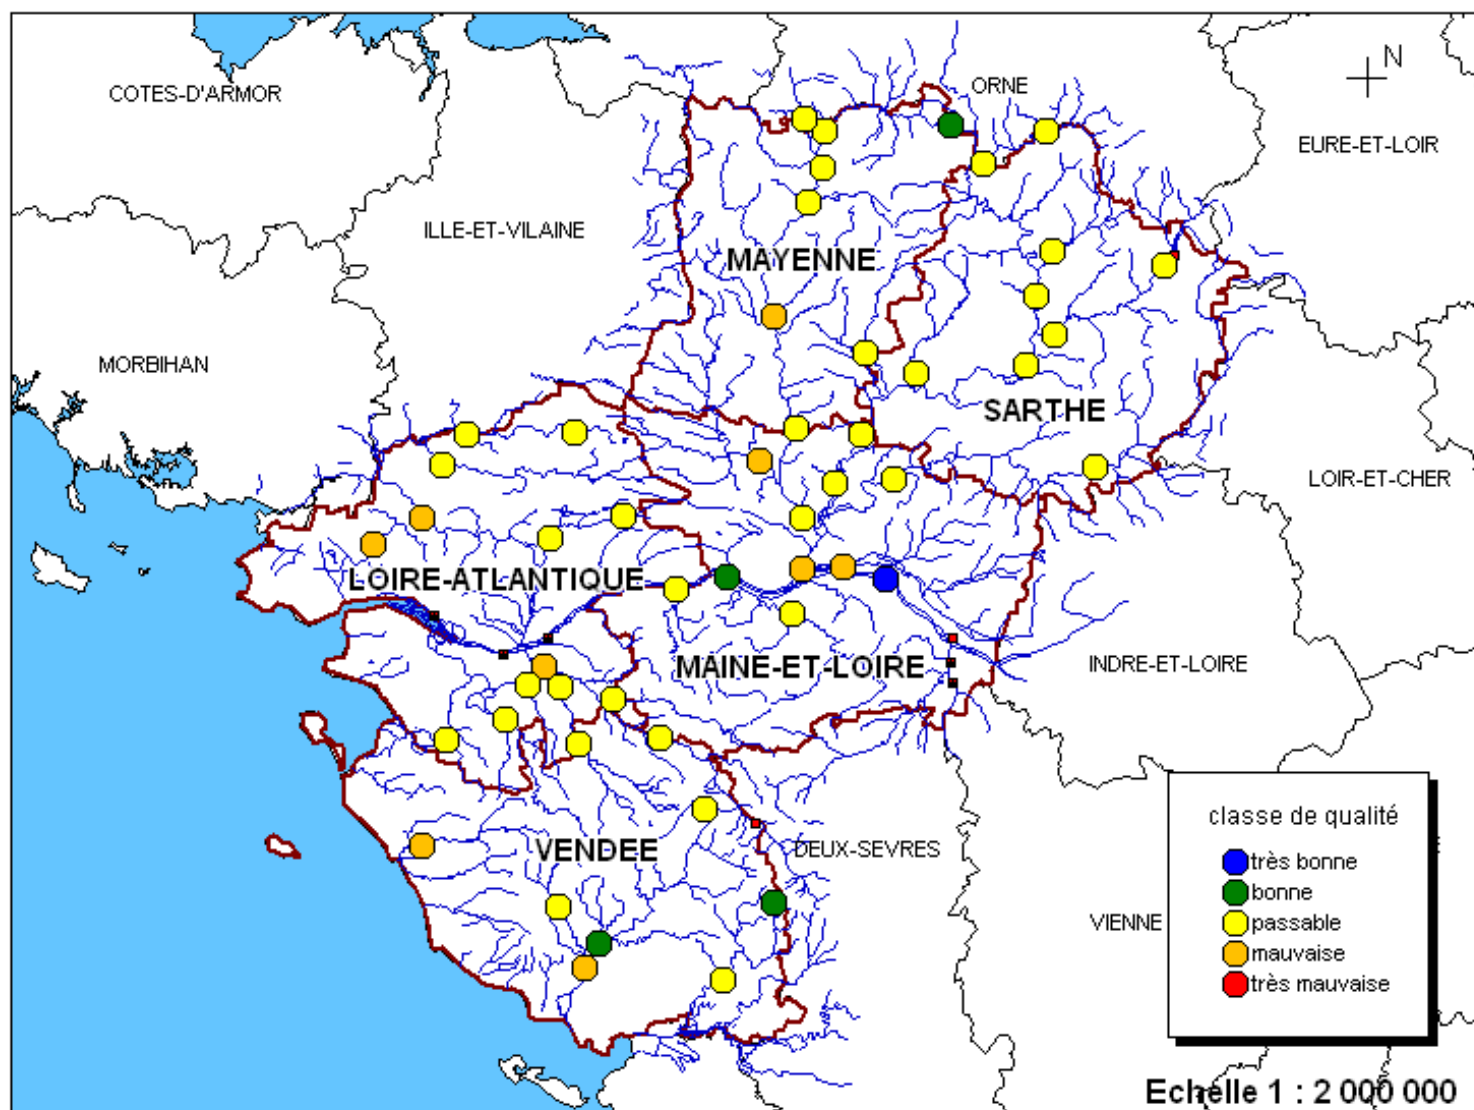 N
ORNE
COTES-D'ARMOR
EURE-ET-LOIR
ILLE-ET-VILAINE
MAYENNE
MORBIHAN
SARTHE
LOIR-ET-CHER
LOIRE-ATLANTIQUE
MAINE-ET-LOIRE
INDRE-ET-LOIRE
VENDEE
DEUX-SEVRES
VIENNE
classe de qualité
très bonne
bonne
passable
mauvaise
très mauvaise
Echelle 1 : 2 000 000